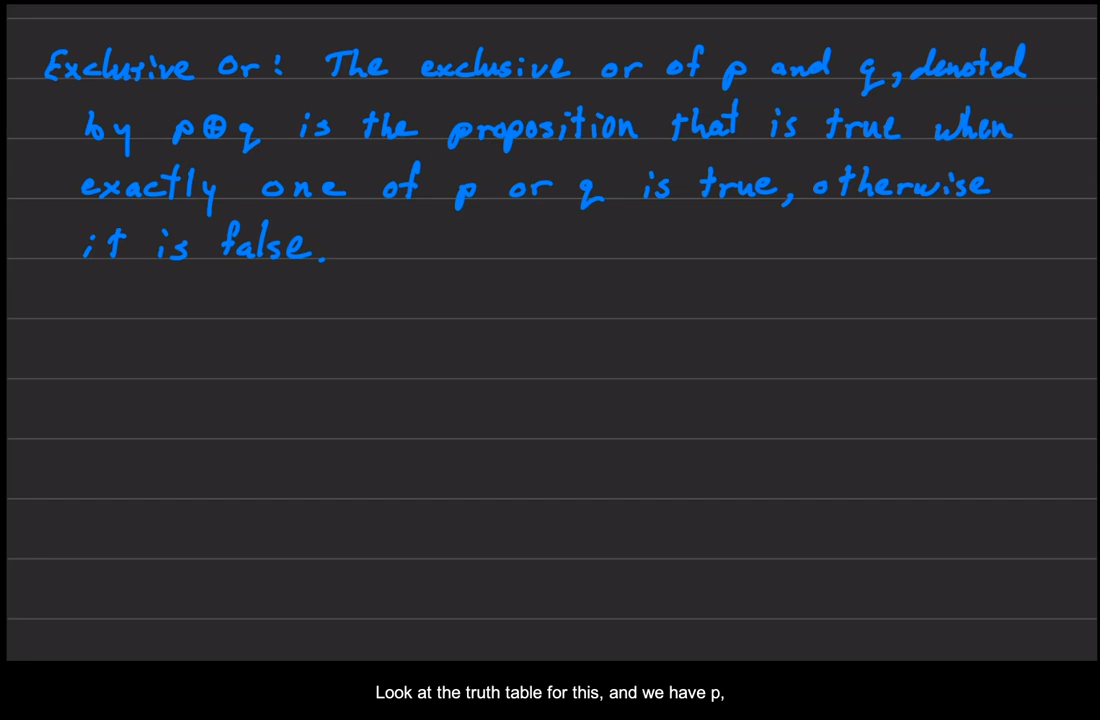 Exclusive Or: The exclusive or of p and q, denoted
by p⊕q is the proposition that is true when
exactly one of p or q is true, otherwise
it is false.
Look at the truth table for this, and we have p,